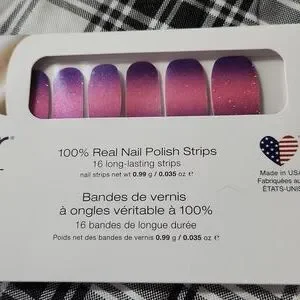 100% Real Nail Polish Strips
16 long-lasting strips
nail strips net wt 0.99 g / 0.035 oz ℮
Made in USA
Fabriquées au
ÉTATS-UNIS
Bandes de vernis
à ongles véritable à 100%
16 bandes de longue durée
Poids net des bandes de vernis 0.99 g / 0.035 oz ℮